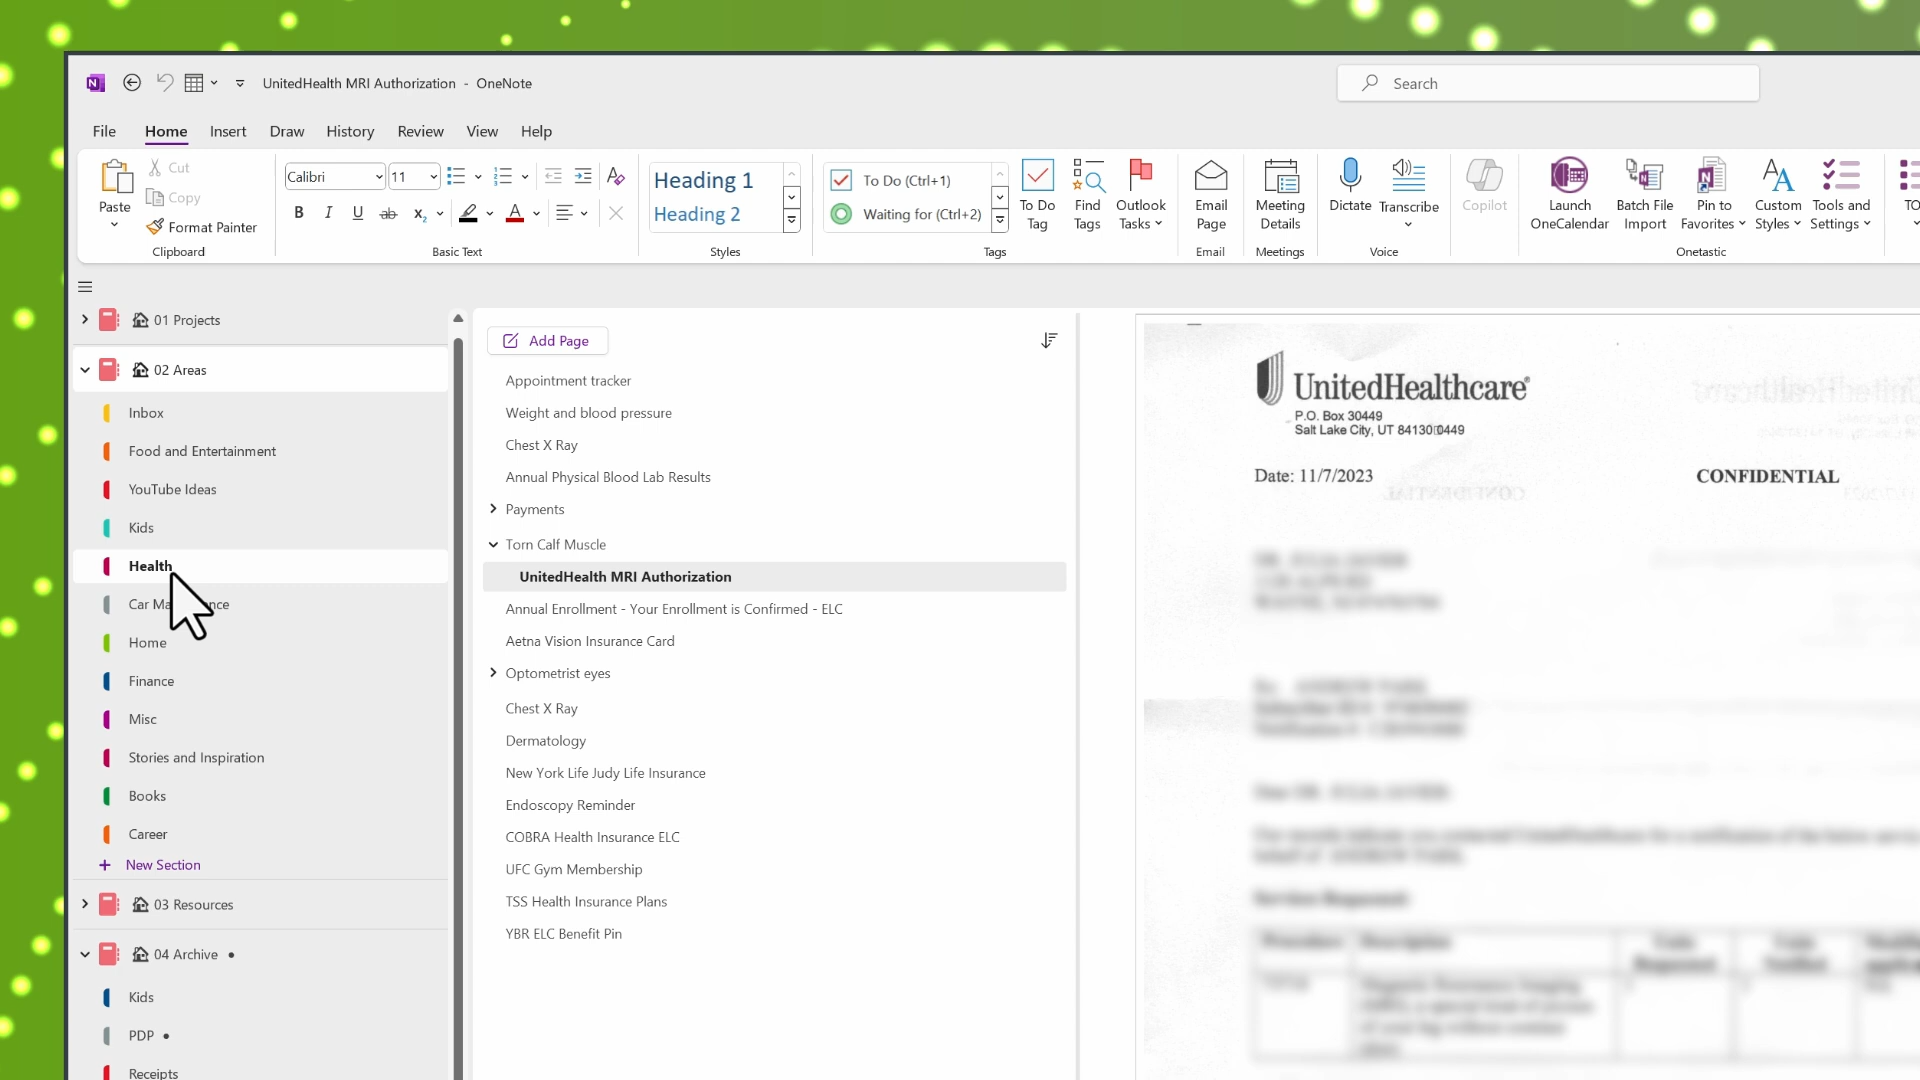 UnitedHealth MRI Authorization - OneNote
Search
File Home Insert Draw History Review View Help
Paste
Cut
Copy
Format Painter
Clipboard
Calibri 11
B I U ab x₂ A
Basic Text
Heading 1
Heading 2
Styles
To Do (Ctrl+1)
Waiting for (Ctrl+2)
To Do Tag
Find Tags
Outlook Tasks
Tags
Email Page
Email
Meeting Details
Meetings
Dictate
Transcribe
Voice
Copilot
Launch OneCalendar
Batch File Import
Pin to Favorites
Custom Styles
Tools and Settings
Onetastic
01 Projects
02 Areas
Inbox
Food and Entertainment
YouTube Ideas
Kids
Health
Home
Finance
Misc
Stories and Inspiration
Books
Career
New Section
03 Resources
04 Archive
Kids
PDP
Receipts
Add Page
Appointment tracker
Weight and blood pressure
Chest X Ray
Annual Physical Blood Lab Results
Payments
Torn Calf Muscle
UnitedHealth MRI Authorization
Annual Enrollment - Your Enrollment is Confirmed - ELC
Aetna Vision Insurance Card
Optometrist eyes
Chest X Ray
Dermatology
New York Life Judy Life Insurance
Endoscopy Reminder
COBRA Health Insurance ELC
UFC Gym Membership
TSS Health Insurance Plans
YBR ELC Benefit Pin
UnitedHealthcare®
P.O. Box 30449
Salt Lake City, UT 84130 0449
Date: 11/7/2023 CONFIDENTIAL